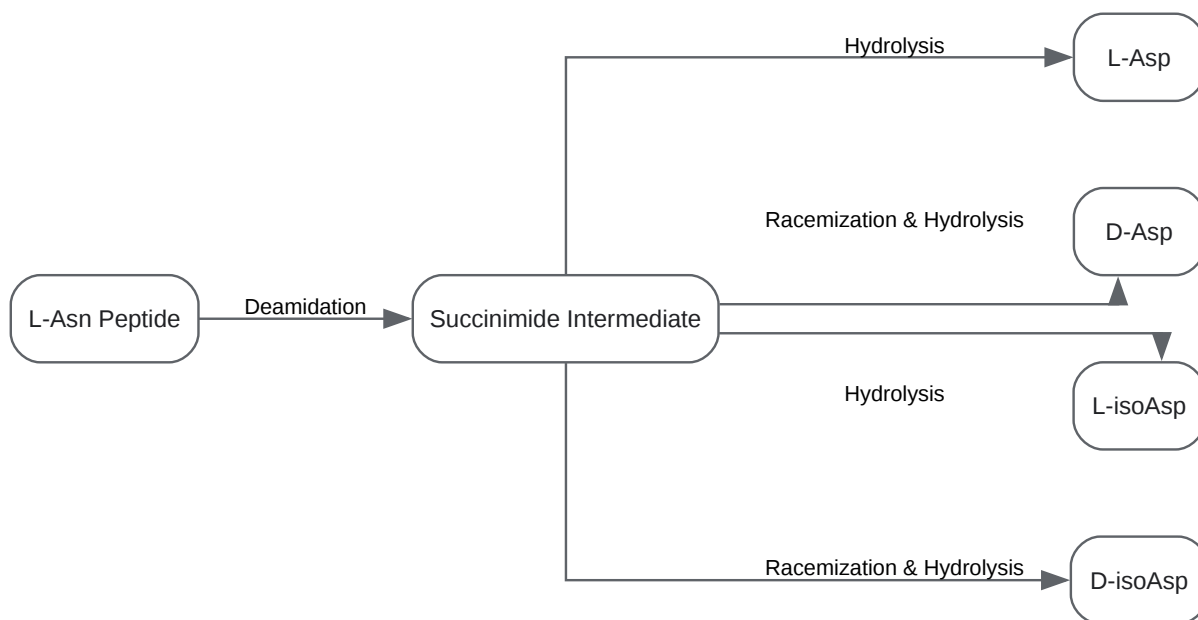 Hydrolysis
L-Asp
Racemization & Hydrolysis
D-Asp
L-Asn Peptide
Deamidation
Succinimide Intermediate
Hydrolysis
L-isoAsp
Racemization & Hydrolysis
D-isoAsp